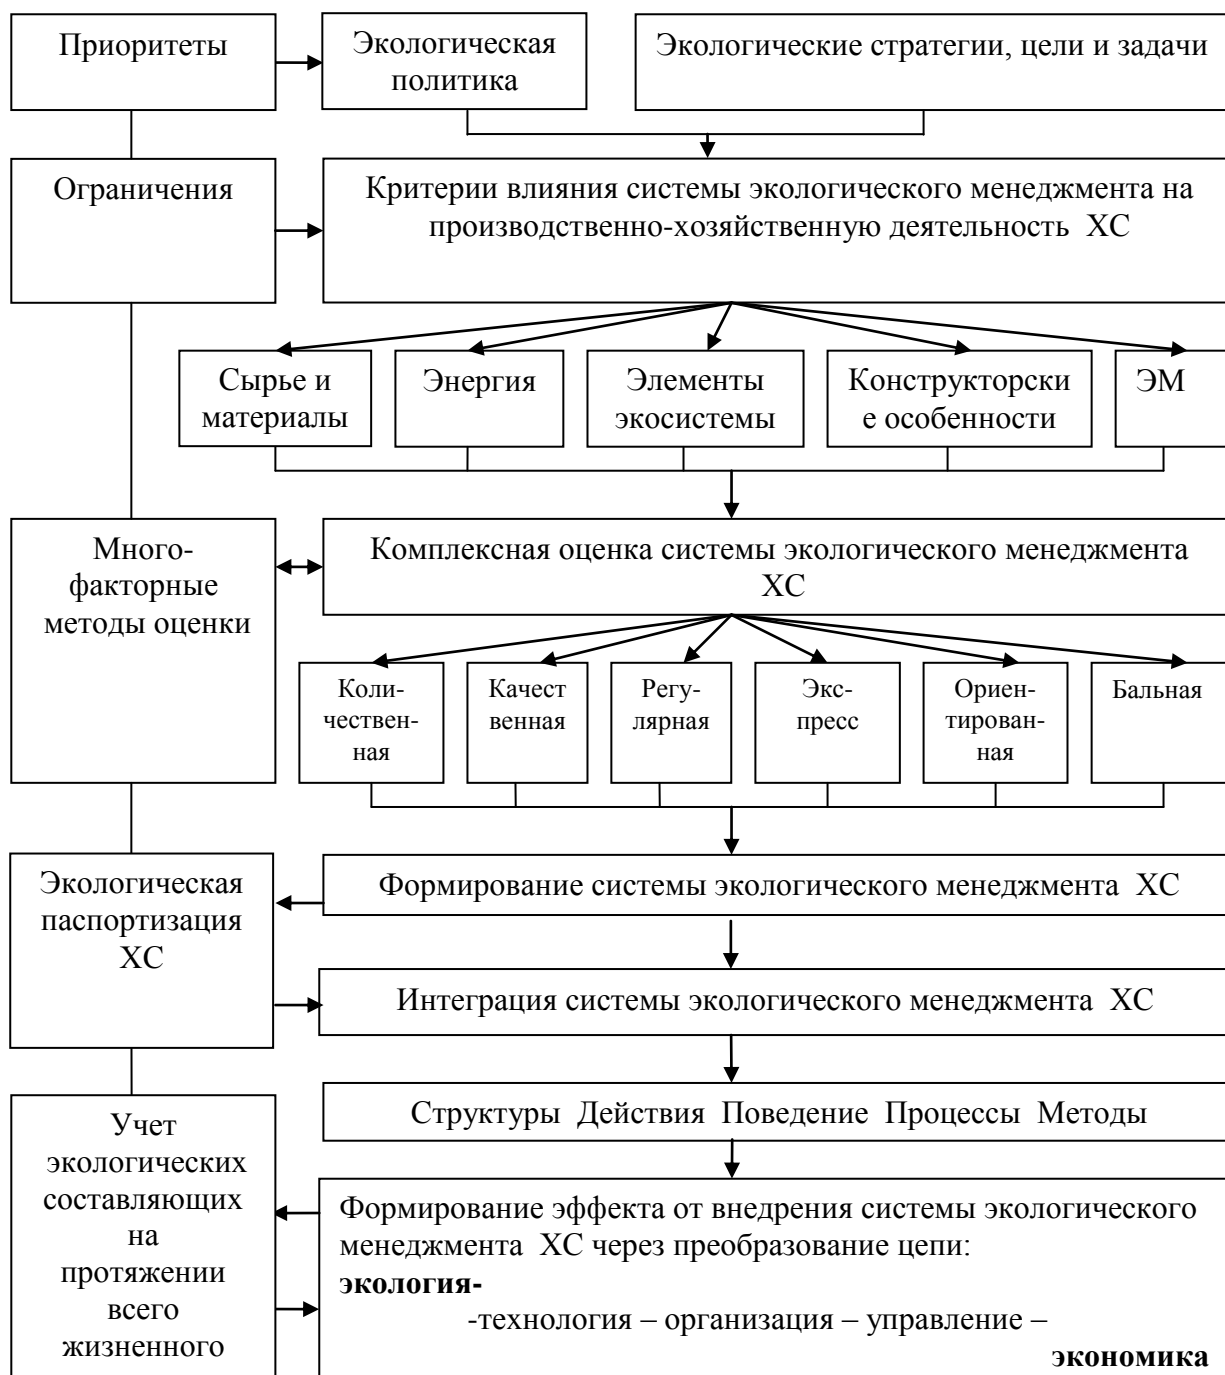 Приоритеты
Экологическая
политика
Экологические стратегии, цели и задачи
Ограничения
Критерии влияния системы экологического менеджмента на
производственно-хозяйственную деятельность ХС
Сырье и
материалы
Энергия
Элементы
экосистемы
Конструкторски
е особенности
ЭМ
Много-
факторные
методы оценки
Комплексная оценка системы экологического менеджмента
ХС
Коли-
чествен-
ная
Качест
венная
Регу-
лярная
Экс-
пресс
Ориен-
тирован-
ная
Бальная
Экологическая
паспортизация
ХС
Формирование системы экологического менеджмента ХС
Интеграция системы экологического менеджмента ХС
Структуры Действия Поведение Процессы Методы
Учет
экологических
составляющих
на
протяжении
всего
жизненного
Формирование эффекта от внедрения системы экологического
менеджмента ХС через преобразование цепи:
экология-
-технология – организация – управление –
экономика